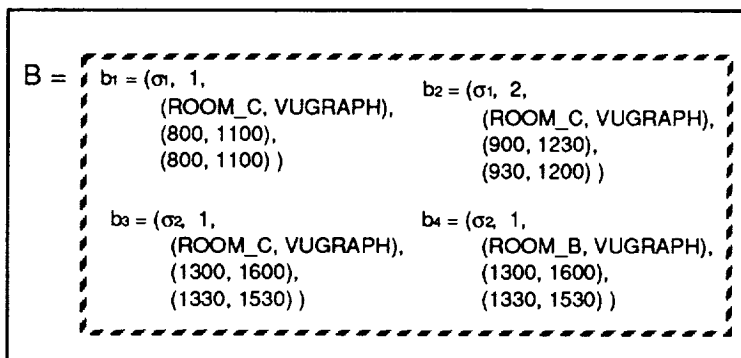 B =
b1 = (σ1, 1,
(ROOM_C, VUGRAPH),
(800, 1100),
(800, 1100) )
b2 = (σ1, 2,
(ROOM_C, VUGRAPH),
(900, 1230),
(930, 1200) )
b3 = (σ2, 1,
(ROOM_C, VUGRAPH),
(1300, 1600),
(1330, 1530) )
b4 = (σ2, 1,
(ROOM_B, VUGRAPH),
(1300, 1600),
(1330, 1530) )